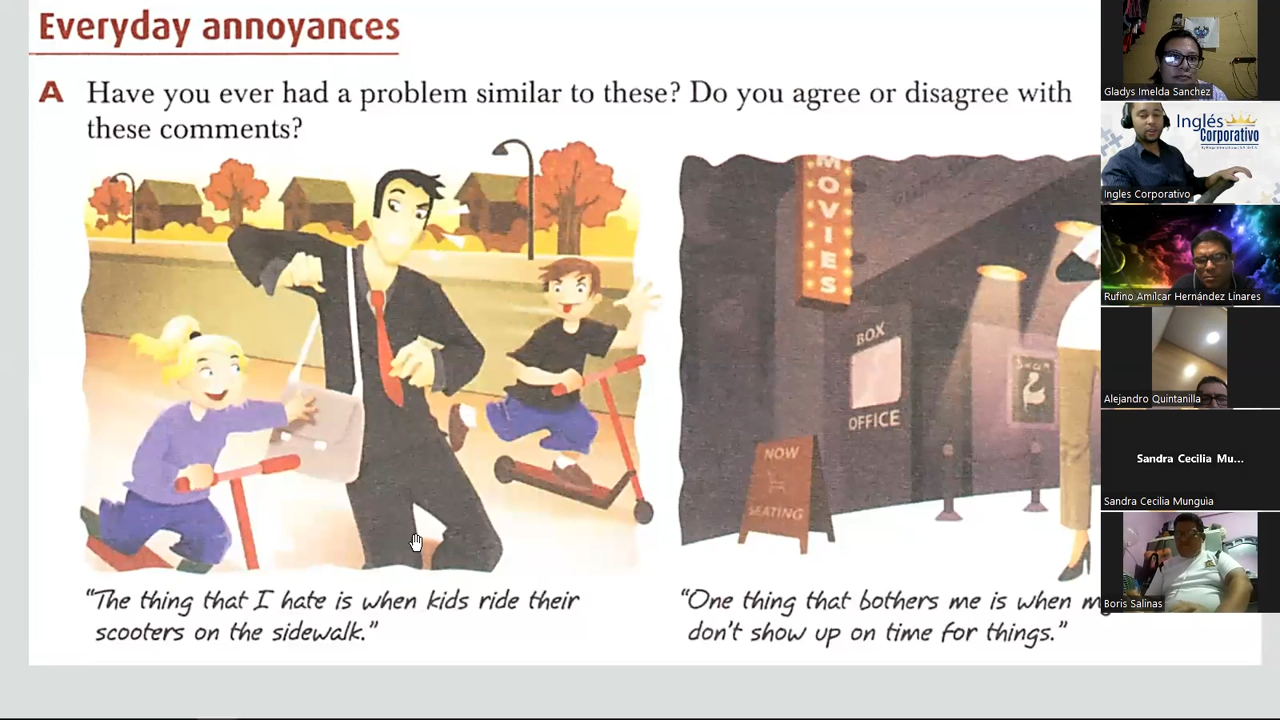 Everyday annoyances
A Have you ever had a problem similar to these? Do you agree or disagree with
these comments?
MOVIES
BOX
OFFICE
NOW
SEATING
"The thing that I hate is when kids ride their
scooters on the sidewalk."
"One thing that bothers me is when
don't show up on time for things."
Gladys Imelda Sanchez
Inglés
Corporativo
Ingles Corporativo
Rufino Amílcar Hernández Linares
Alejandro Quintanilla
Sandra Cecilia Mu...
Sandra Cecilia Munguia
Boris Salinas